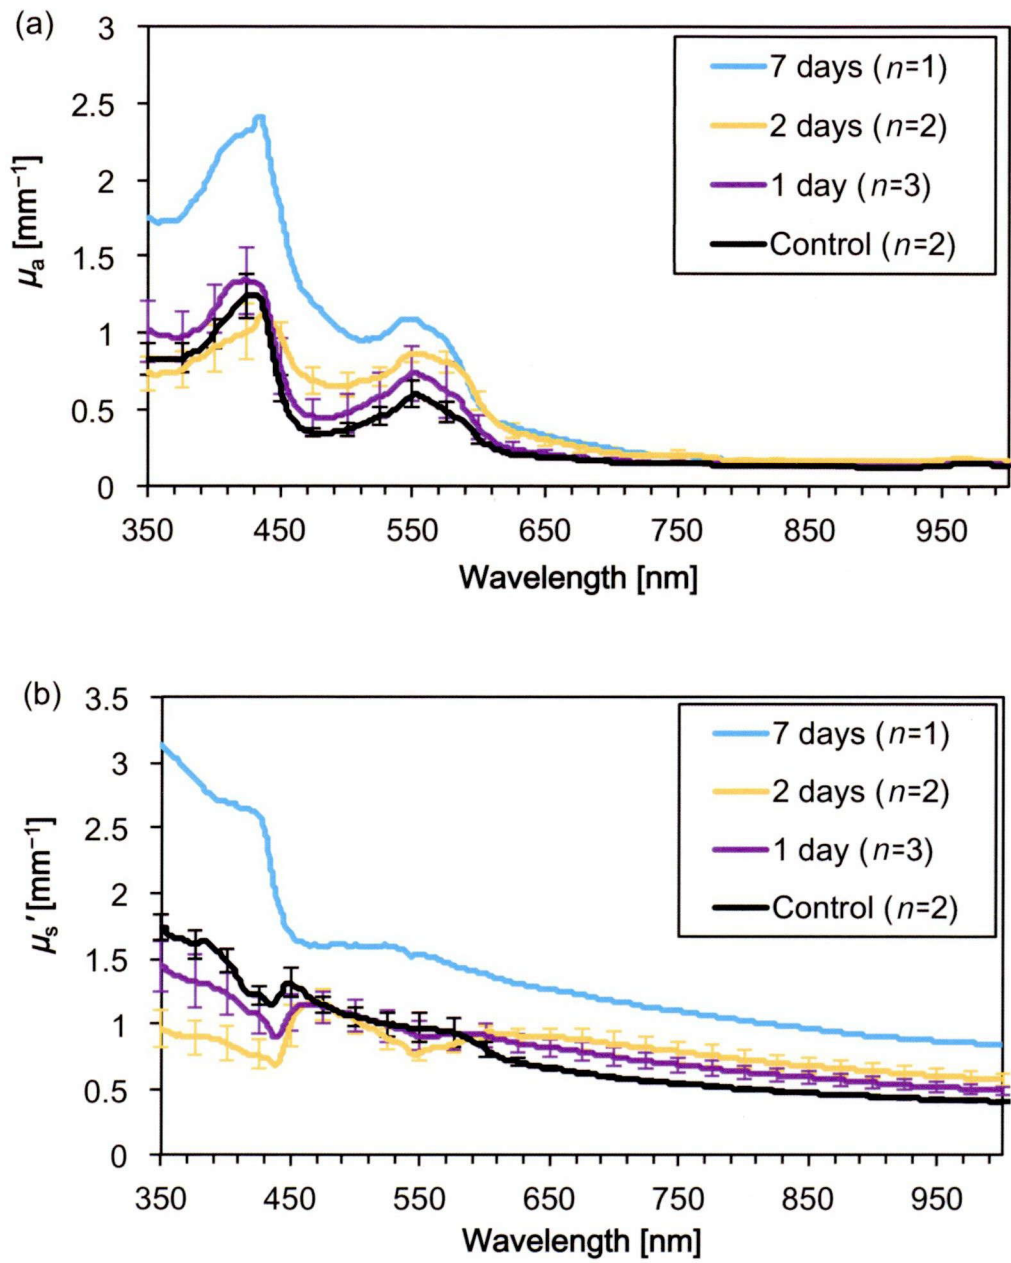 (a)
3
2.5
2
1.5
1
0.5
0
μa [mm⁻¹]
7 days (n=1)
2 days (n=2)
1 day (n=3)
Control (n=2)
350 450 550 650 750 850 950
Wavelength [nm]
(b)
3.5
3
2.5
2
1.5
1
0.5
0
μs′ [mm⁻¹]
7 days (n=1)
2 days (n=2)
1 day (n=3)
Control (n=2)
350 450 550 650 750 850 950
Wavelength [nm]